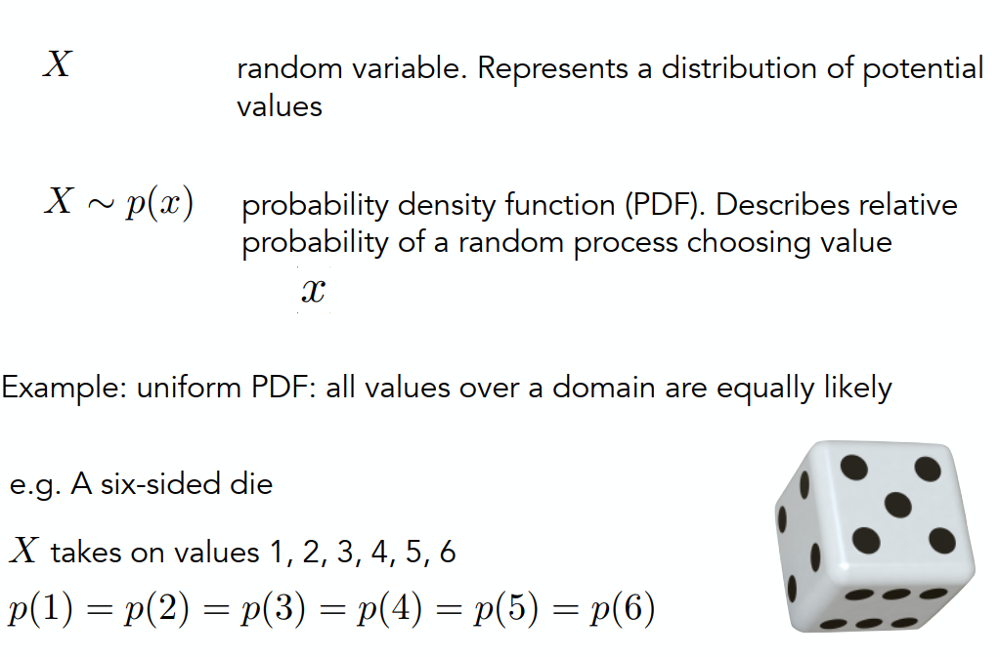 X random variable. Represents a distribution of potential
values
X ∼ p(x) probability density function (PDF). Describes relative
probability of a random process choosing value
x
Example: uniform PDF: all values over a domain are equally likely
e.g. A six-sided die
X takes on values 1, 2, 3, 4, 5, 6
p(1) = p(2) = p(3) = p(4) = p(5) = p(6)